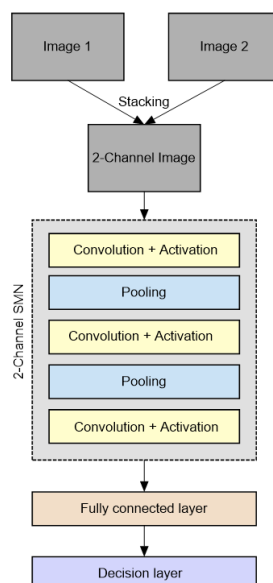 Image 1
Image 2
Stacking
2-Channel Image
2-Channel SMN
Convolution + Activation
Pooling
Convolution + Activation
Pooling
Convolution + Activation
Fully connected layer
Decision layer